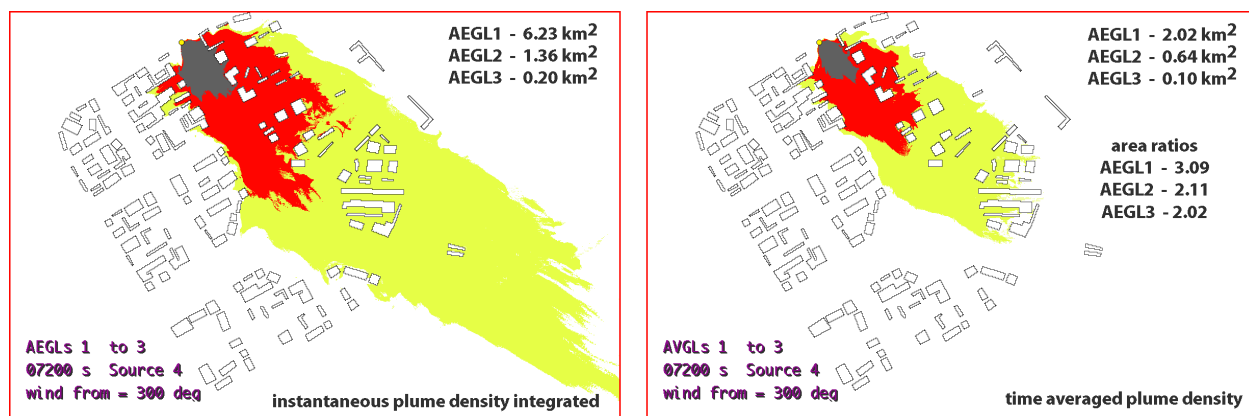 AEGL1 - 6.23 km²
AEGL2 - 1.36 km²
AEGL3 - 0.20 km²
AEGLs 1 to 3
07200 s Source 4
wind from = 300 deg
instantaneous plume density integrated
AEGL1 - 2.02 km²
AEGL2 - 0.64 km²
AEGL3 - 0.10 km²
area ratios
AEGL1 - 3.09
AEGL2 - 2.11
AEGL3 - 2.02
AVGLs 1 to 3
07200 s Source 4
wind from = 300 deg
time averaged plume density